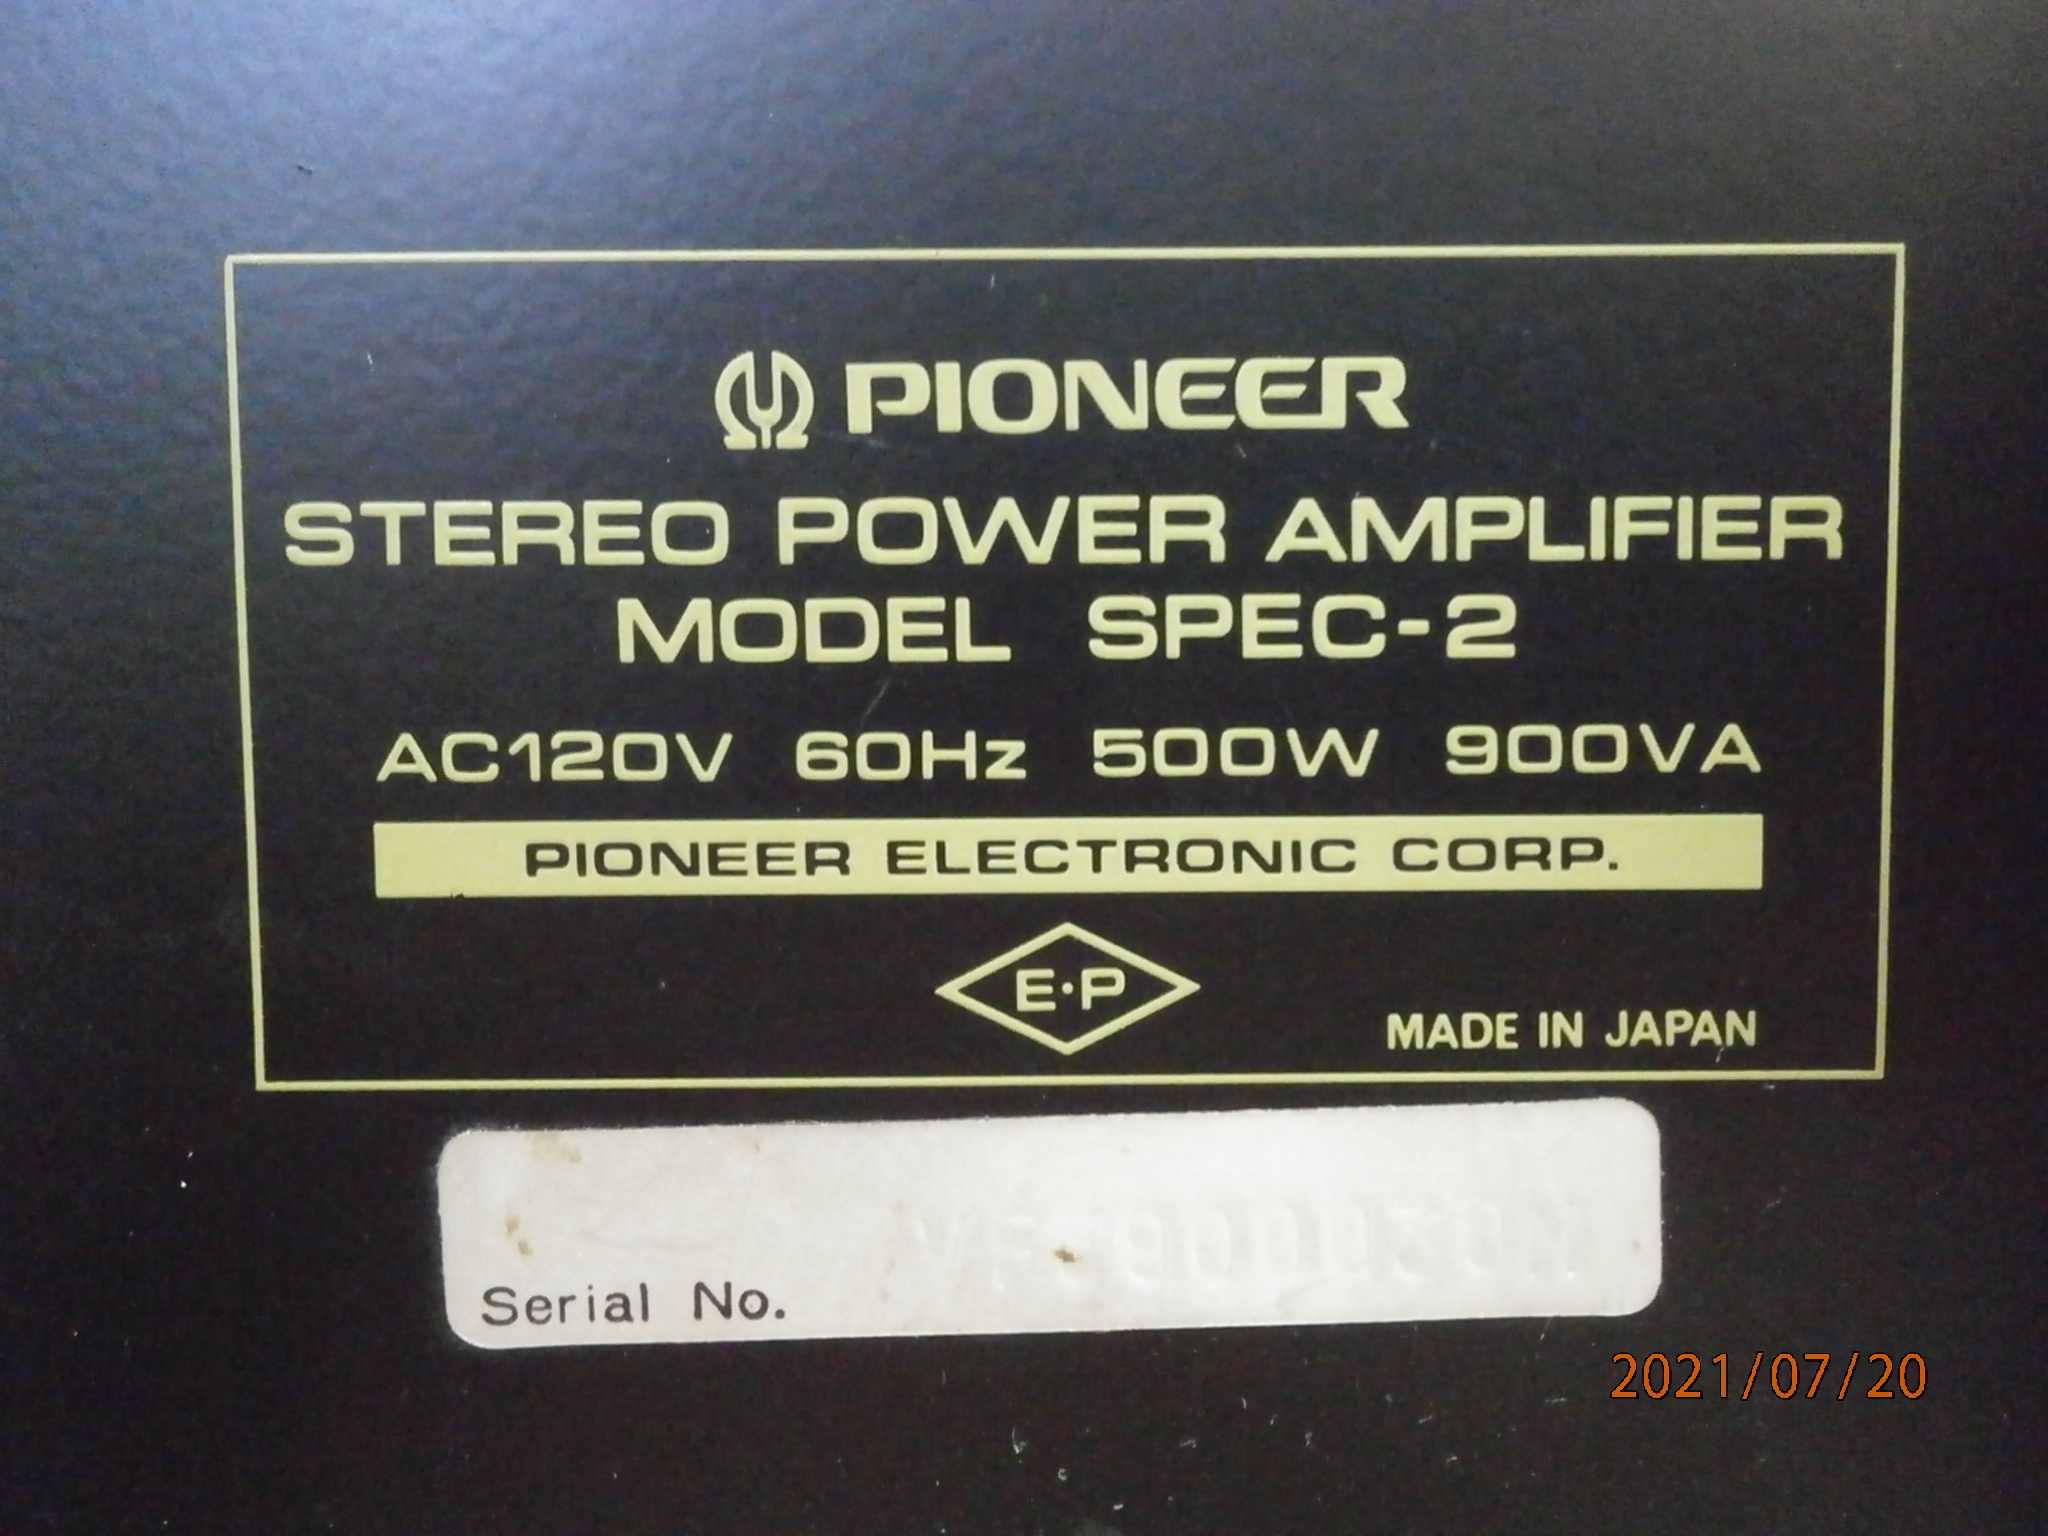 PIONEER
STEREO POWER AMPLIFIER
MODEL SPEC-2
AC120V 60Hz 500W 900VA
PIONEER ELECTRONIC CORP.
E·P
MADE IN JAPAN
Serial No.
2021/07/20